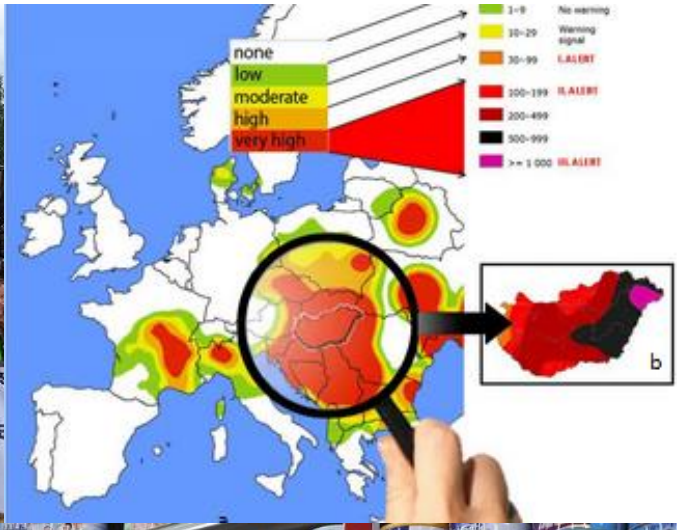 1-9 No warning
10-29 Warning
signal
30-99 I.ALERT
100-199 II.ALERT
200-499
500-999
>= 1 000 III.ALERT
none
low
moderate
high
very high
b
a